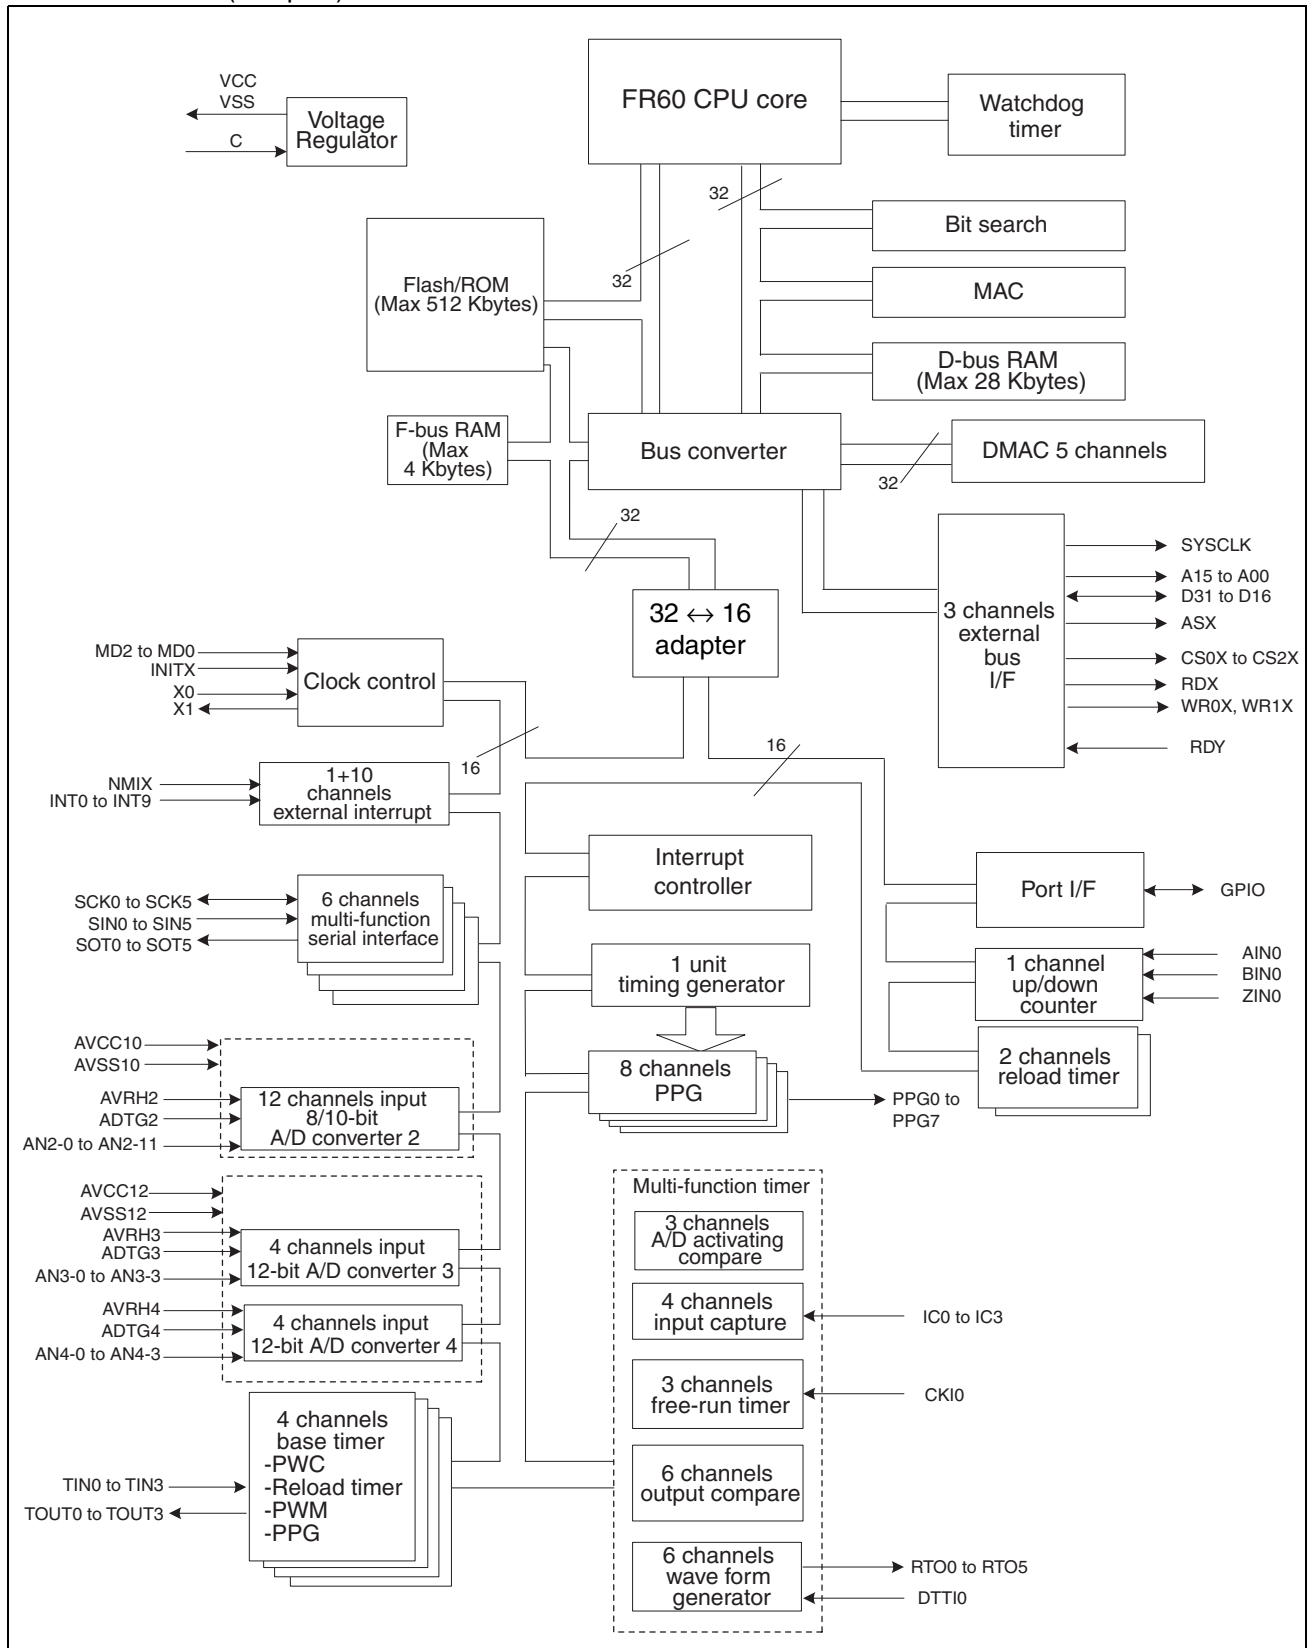 VCC
VSS
C
Voltage
Regulator
FR60 CPU core
Watchdog
timer
32
Bit search
32
Flash/ROM
(Max 512 Kbytes)
MAC
D-bus RAM
(Max 28 Kbytes)
F-bus RAM
(Max
4 Kbytes)
Bus converter
DMAC 5 channels
32
32
3 channels
external
bus
I/F
SYSCLK
A15 to A00
D31 to D16
ASX
CS0X to CS2X
RDX
WR0X, WR1X
RDY
32 ↔ 16
adapter
MD2 to MD0
INITX
X0
X1
Clock control
16
16
NMIX
INT0 to INT9
1+10
channels
external interrupt
Interrupt
controller
Port I/F
GPIO
SCK0 to SCK5
SIN0 to SIN5
SOT0 to SOT5
6 channels
multi-function
serial interface
1 unit
timing generator
1 channel
up/down
counter
AIN0
BIN0
ZIN0
2 channels
reload timer
8 channels
PPG
PPG0 to
PPG7
AVCC10
AVSS10
AVRH2
ADTG2
AN2-0 to AN2-11
12 channels input
8/10-bit
A/D converter 2
AVCC12
AVSS12
AVRH3
ADTG3
AN3-0 to AN3-3
4 channels input
12-bit A/D converter 3
AVRH4
ADTG4
AN4-0 to AN4-3
4 channels input
12-bit A/D converter 4
Multi-function timer
3 channels
A/D activating
compare
4 channels
input capture
IC0 to IC3
3 channels
free-run timer
CKI0
4 channels
base timer
-PWC
-Reload timer
-PWM
-PPG
TIN0 to TIN3
TOUT0 to TOUT3
6 channels
output compare
6 channels
wave form
generator
RTO0 to RTO5
DTTI0